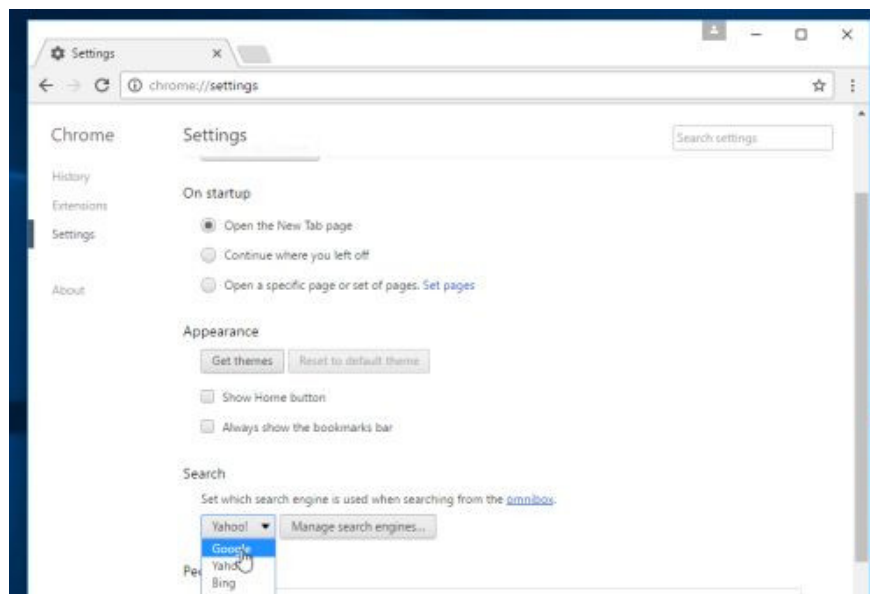 Settings
chrome://settings
Chrome
Settings
Search settings
History
Extensions
Settings
About
On startup
Open the New Tab page
Continue where you left off
Open a specific page or set of pages. Set pages
Appearance
Get themes Reset to default theme
Show Home button
Always show the bookmarks bar
Search
Set which search engine is used when searching from the omnibox.
Yahoo! Manage search engines...
Google
Bing